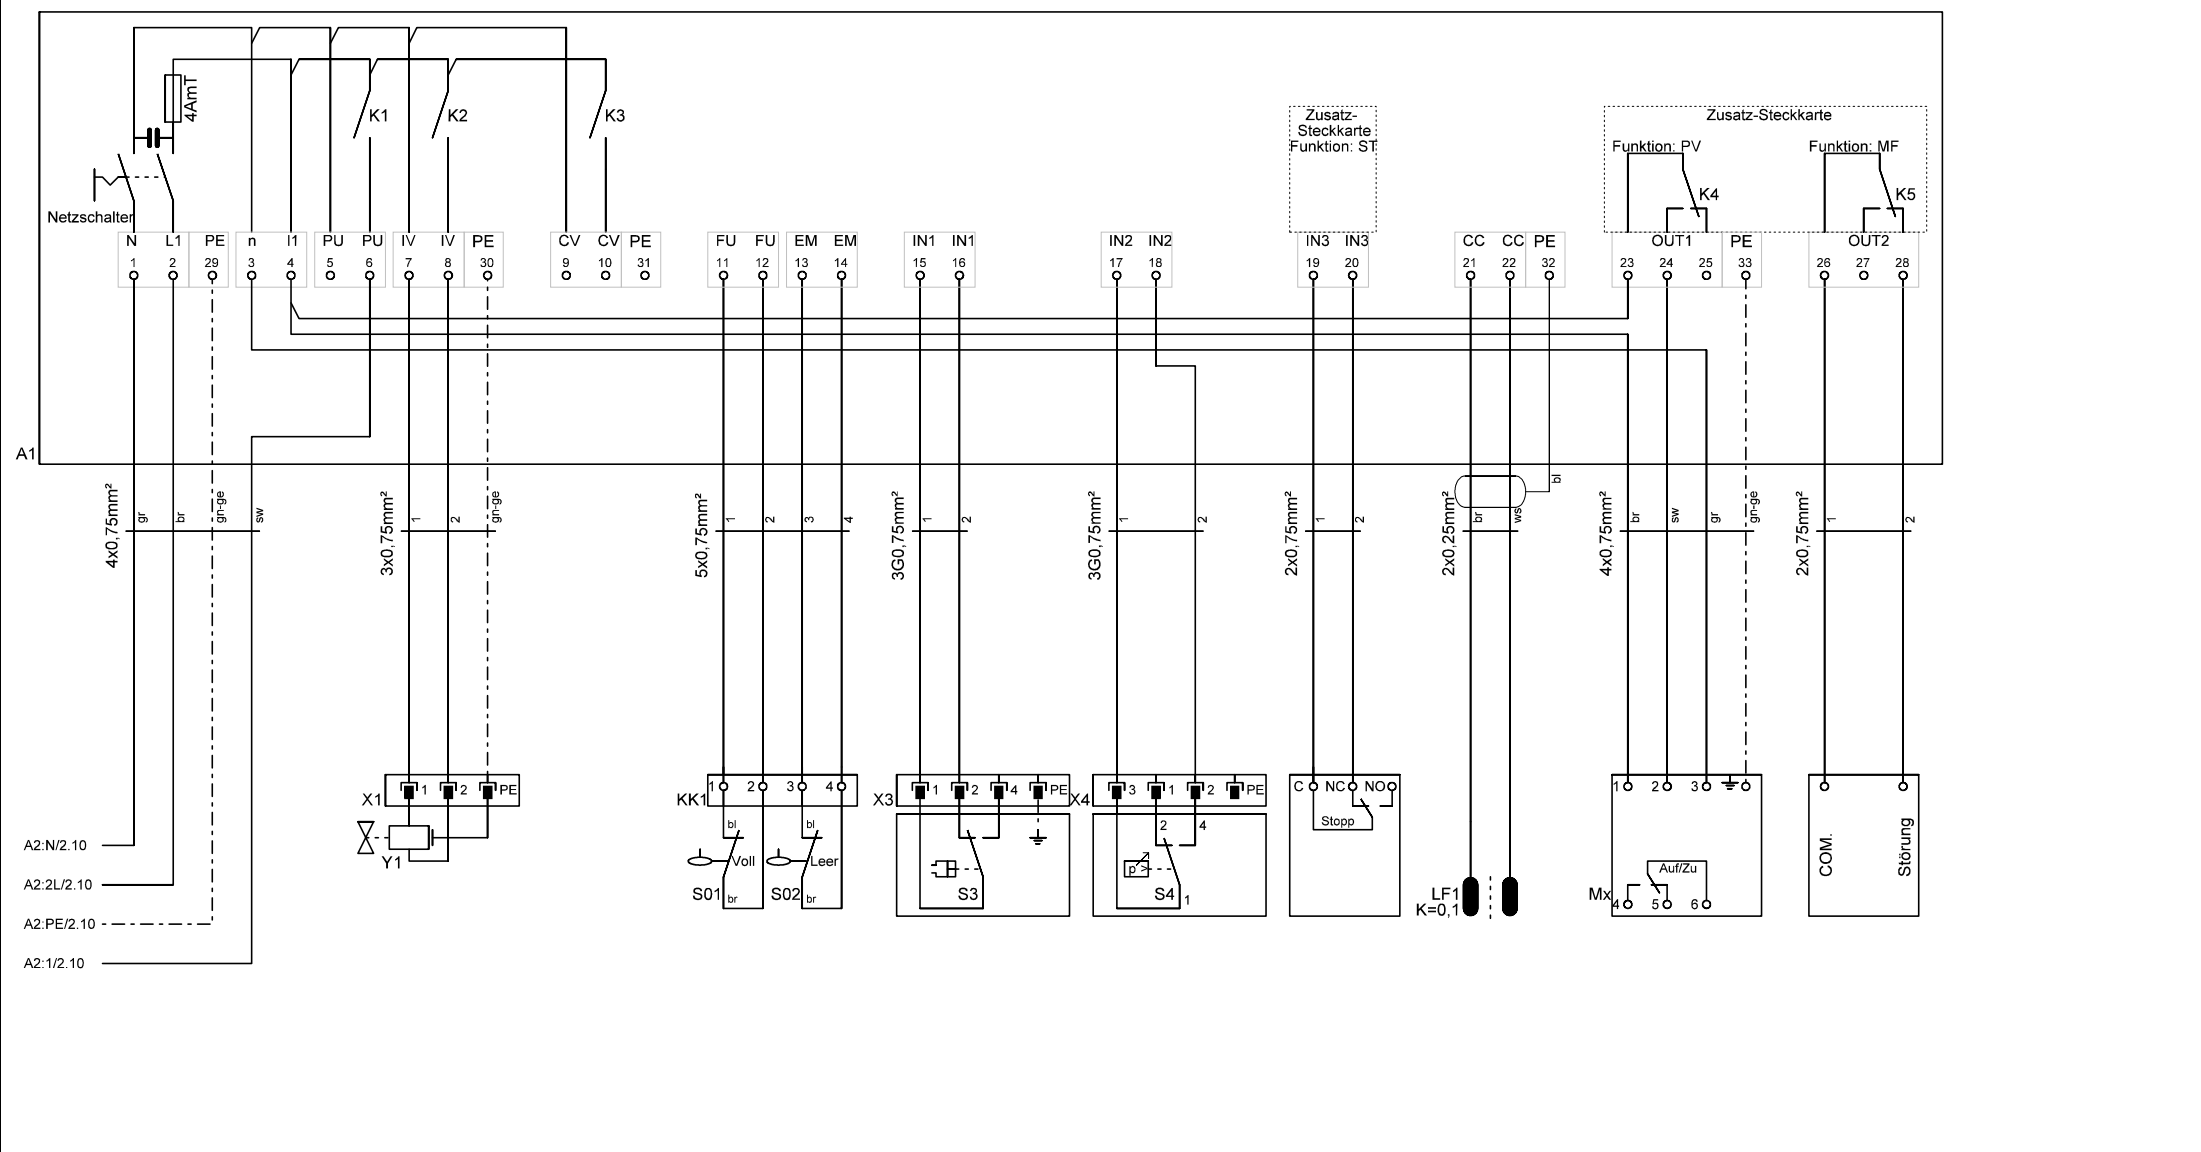 4AmT
K1
K2
K3
Netzschalter
Zusatz-
Steckkarte
Funktion: ST
Zusatz-Steckkarte
Funktion: PV
Funktion: MF
K4
K5
N L1 PE n l1 PU PU IV IV PE CV CV PE FU FU EM EM IN1 IN1 IN2 IN2 IN3 IN3 CC CC PE OUT1 PE OUT2
1 2 29 3 4 5 6 7 8 30 9 10 31 11 12 13 14 15 16 17 18 19 20 21 22 32 23 24 25 33 26 27 28
A1
4x0,75mm²
gr
br
gn-ge
sw
3x0,75mm²
1
2
gn-ge
5x0,75mm²
1
2
3
4
3G0,75mm²
1
2
3G0,75mm²
1
2
2x0,75mm²
1
2
2x0,25mm²
br
ws
bl
4x0,75mm²
br
sw
gr
gn-ge
2x0,75mm²
1
2
X1
1 2 PE
Y1
KK1
1 2 3 4
bl
Voll
S01
br
bl
Leer
S02
br
X3
1 2 4 PE
S3
X4
3 1 2 PE
2 4
p >
S4
1
C NC NO
Stopp
LF1
K=0,1
1 2 3
Auf/Zu
Mx
4 5 6
COM.
Störung
A2:N/2.10
A2:2L/2.10
A2:PE/2.10
A2:1/2.10